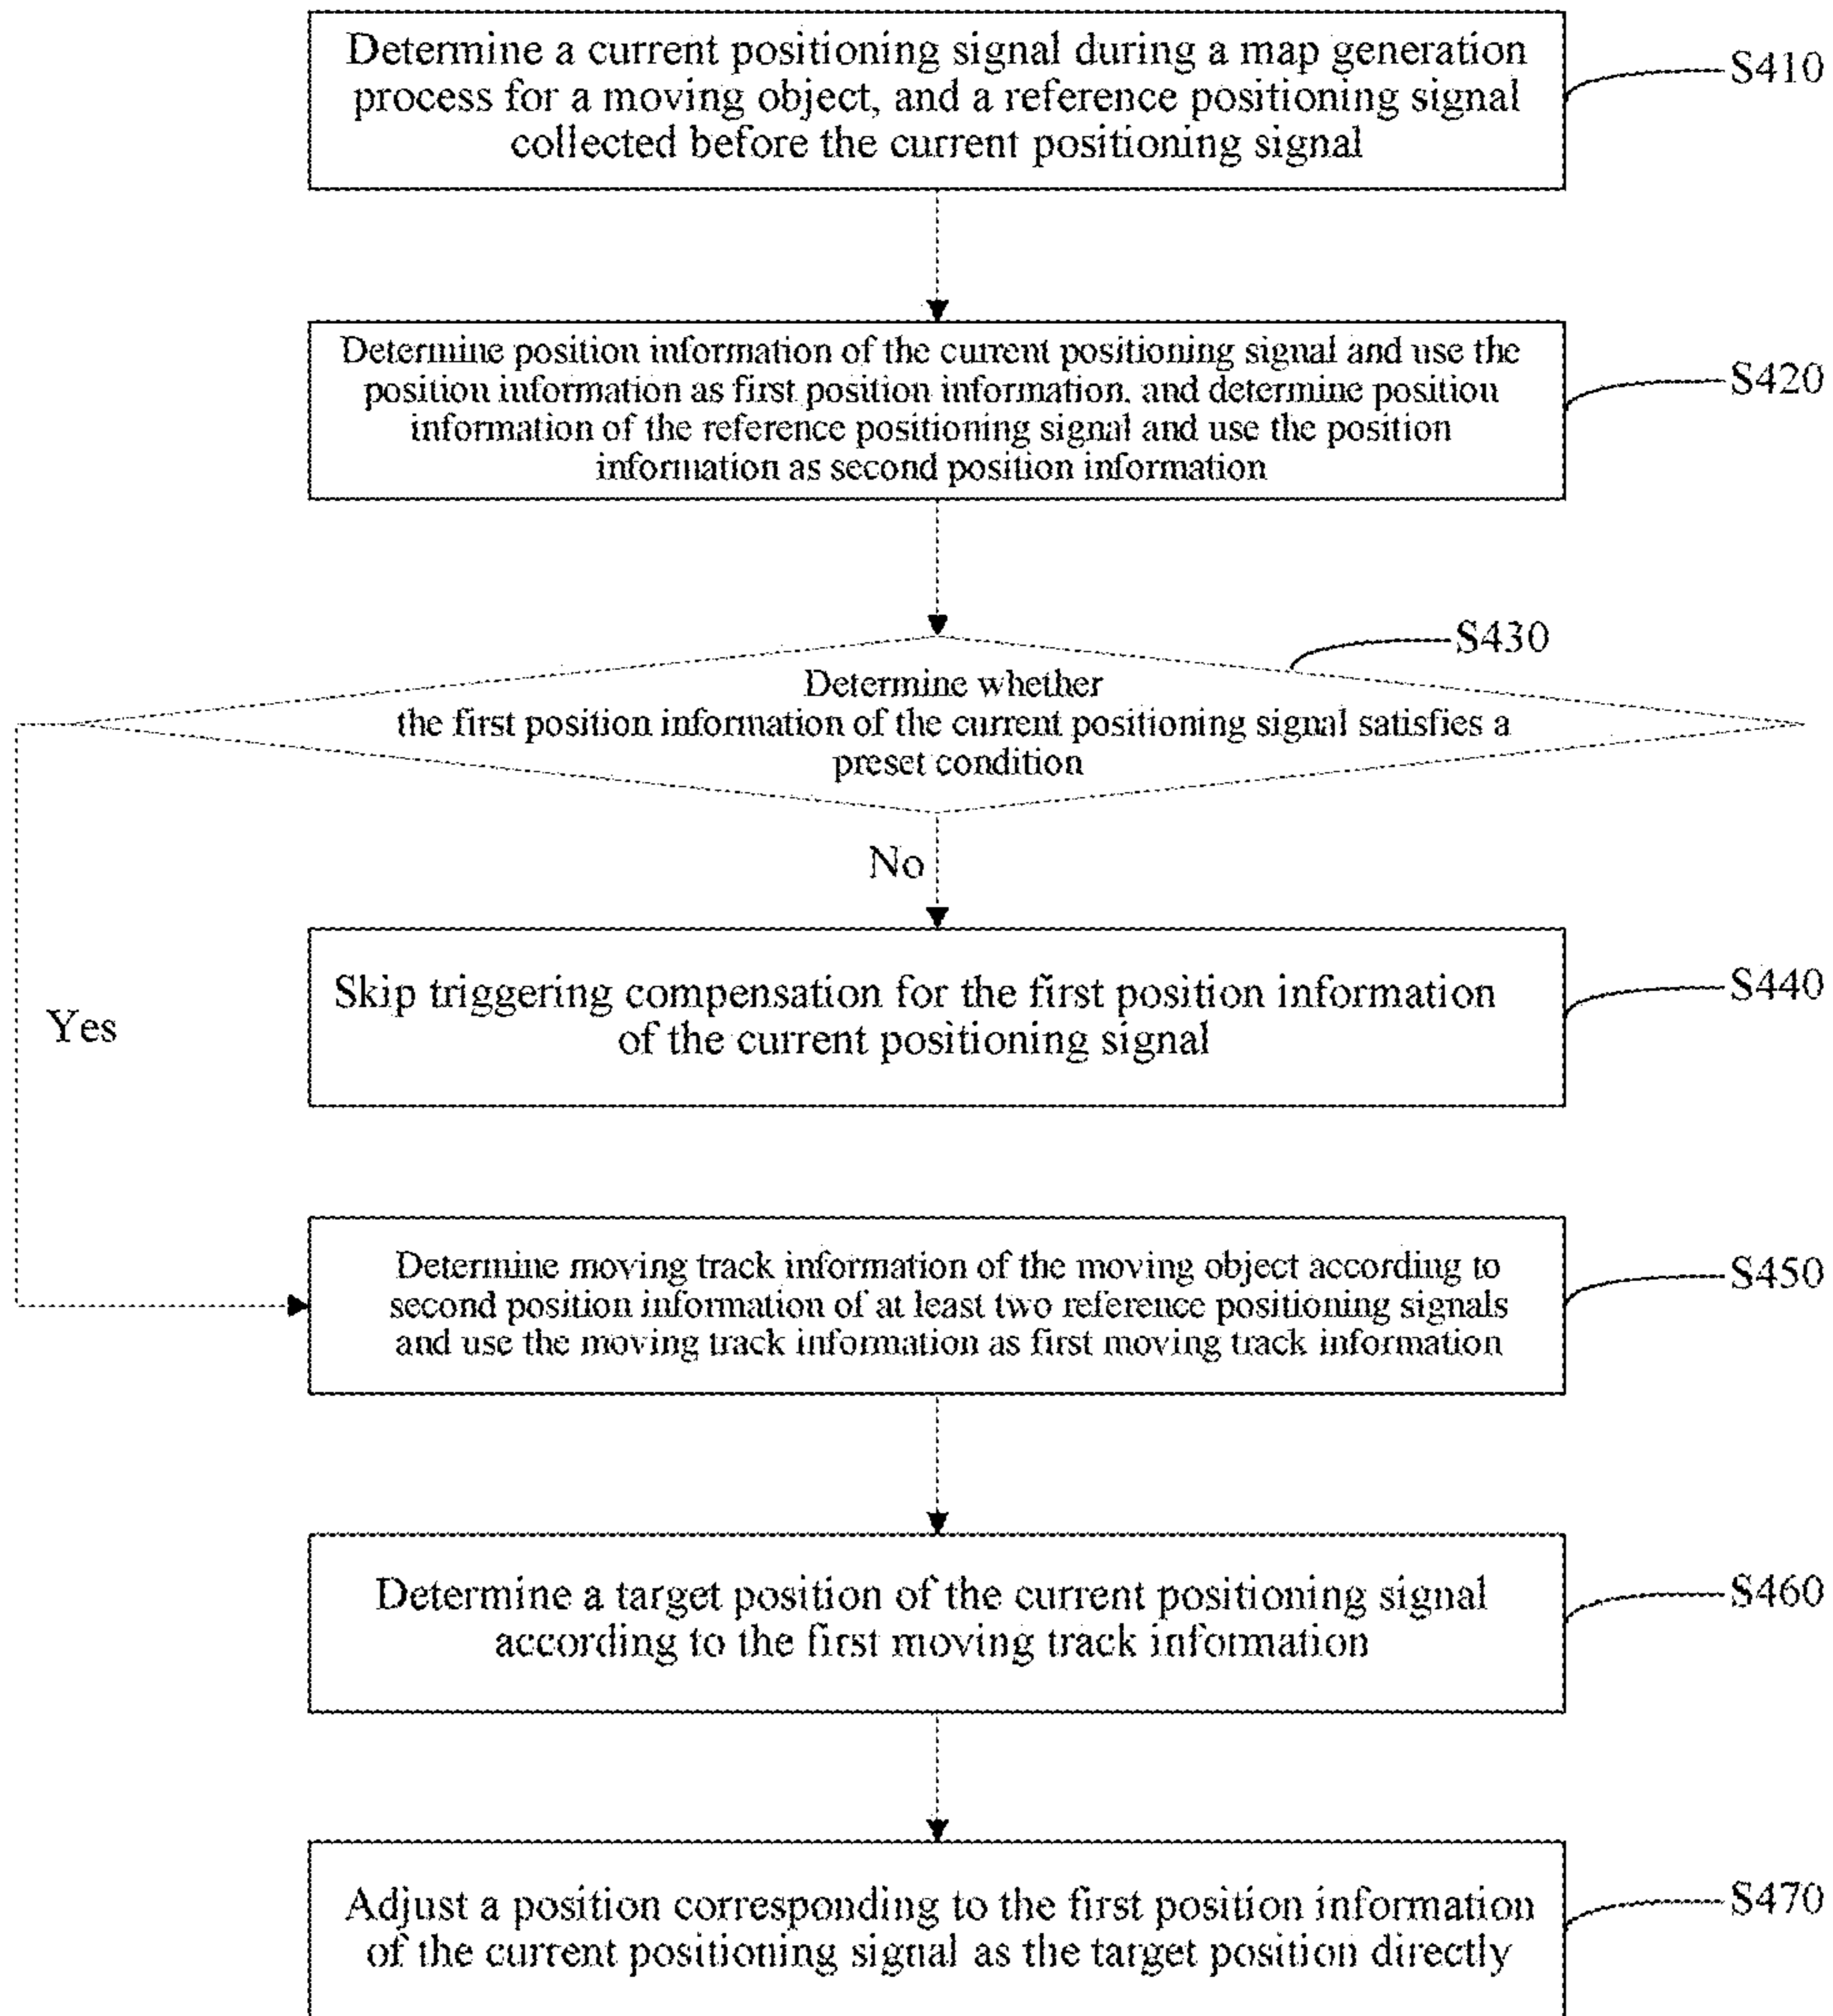 Determine a current positioning signal during a map generation
process for a moving object, and a reference positioning signal
collected before the current positioning signal
S410
Determine position information of the current positioning signal and use the
position information as first position information, and determine position
information of the reference positioning signal and use the position
information as second position information
S420
S430
Determine whether
the first position information of the current positioning signal satisfies a
preset condition
No
Skip triggering compensation for the first position information
of the current positioning signal
S440
Yes
Determine moving track information of the moving object according to
second position information of at least two reference positioning signals
and use the moving track information as first moving track information
S450
Determine a target position of the current positioning signal
according to the first moving track information
S460
Adjust a position corresponding to the first position information
of the current positioning signal as the target position directly
S470